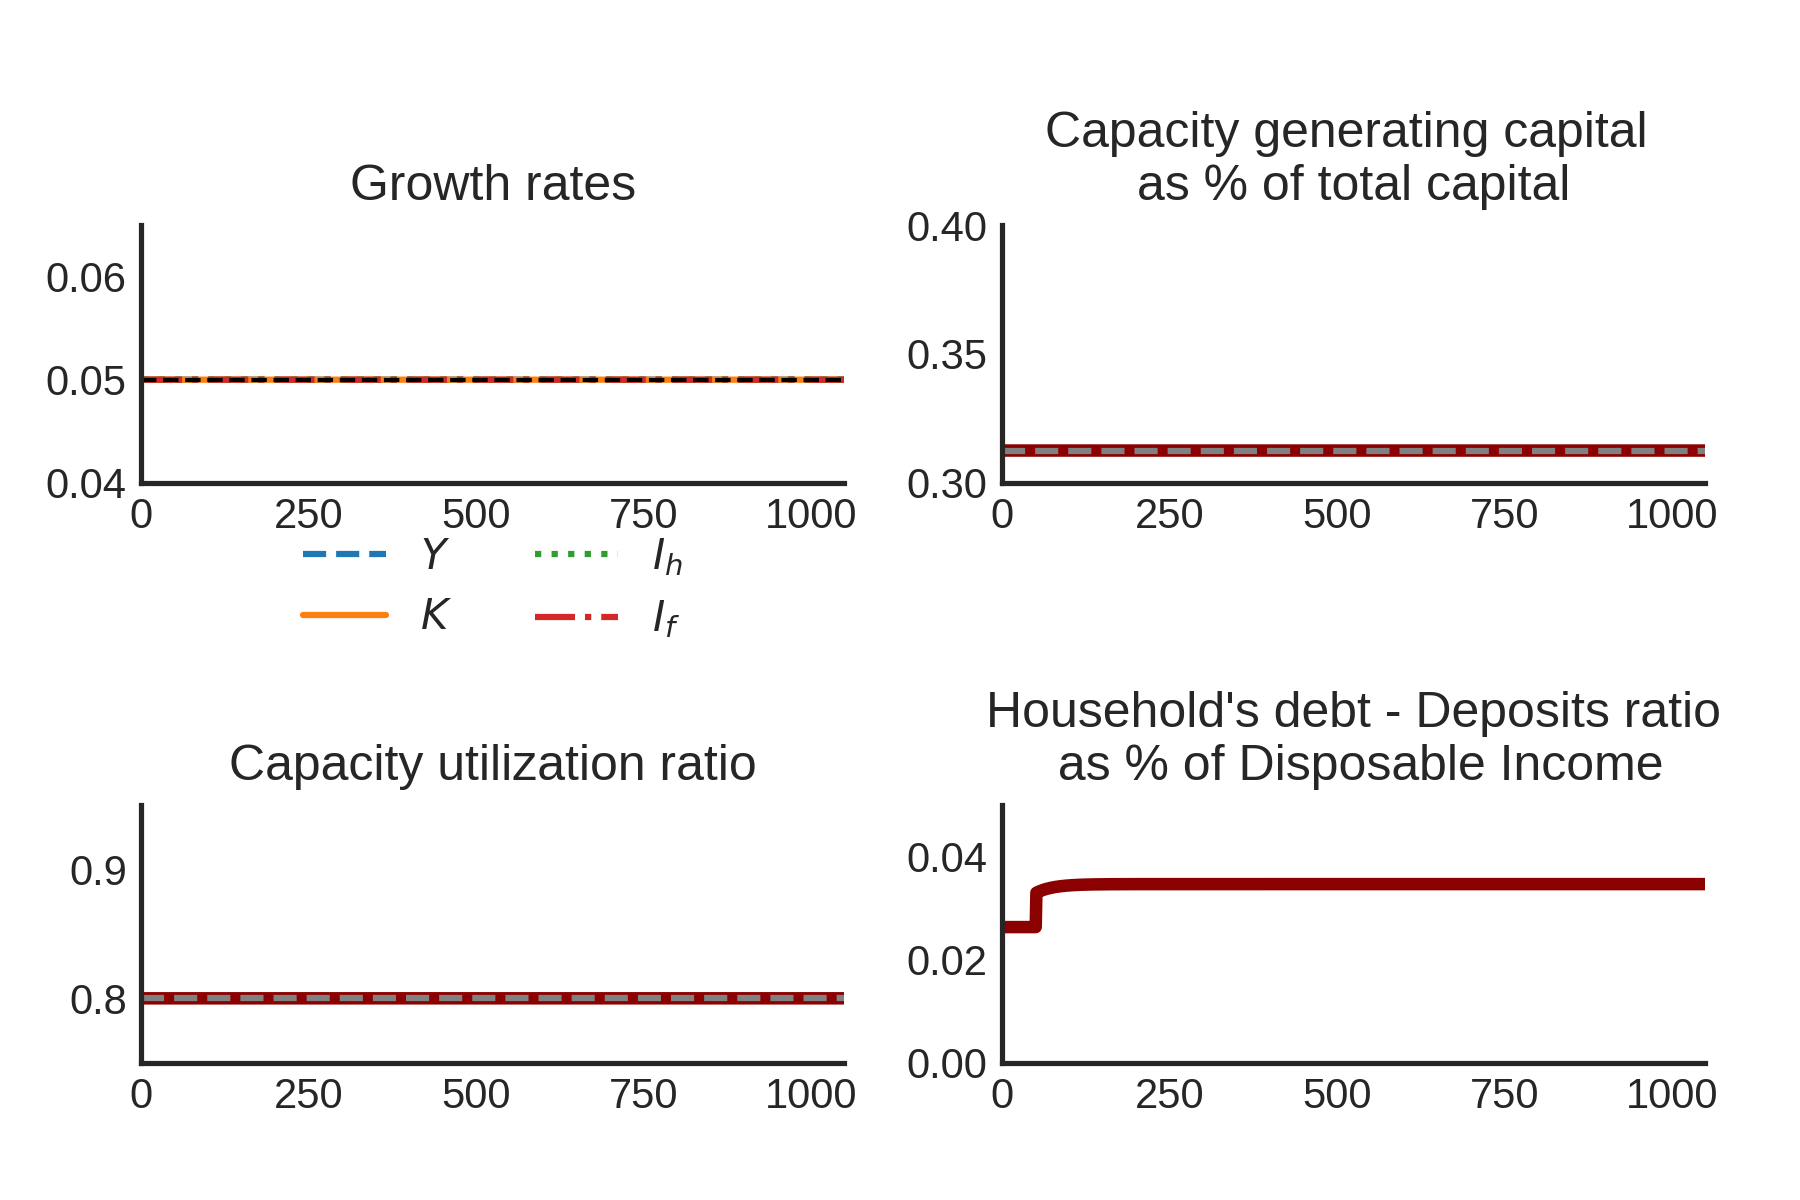 Growth rates
0.06
0.05
0.04
0 250 500 750 1000
Y I_h
K I_f
Capacity generating capital
as % of total capital
0.40
0.35
0.30
0 250 500 750 1000
Capacity utilization ratio
0.9
0.8
0 250 500 750 1000
Household's debt - Deposits ratio
as % of Disposable Income
0.04
0.02
0.00
0 250 500 750 1000